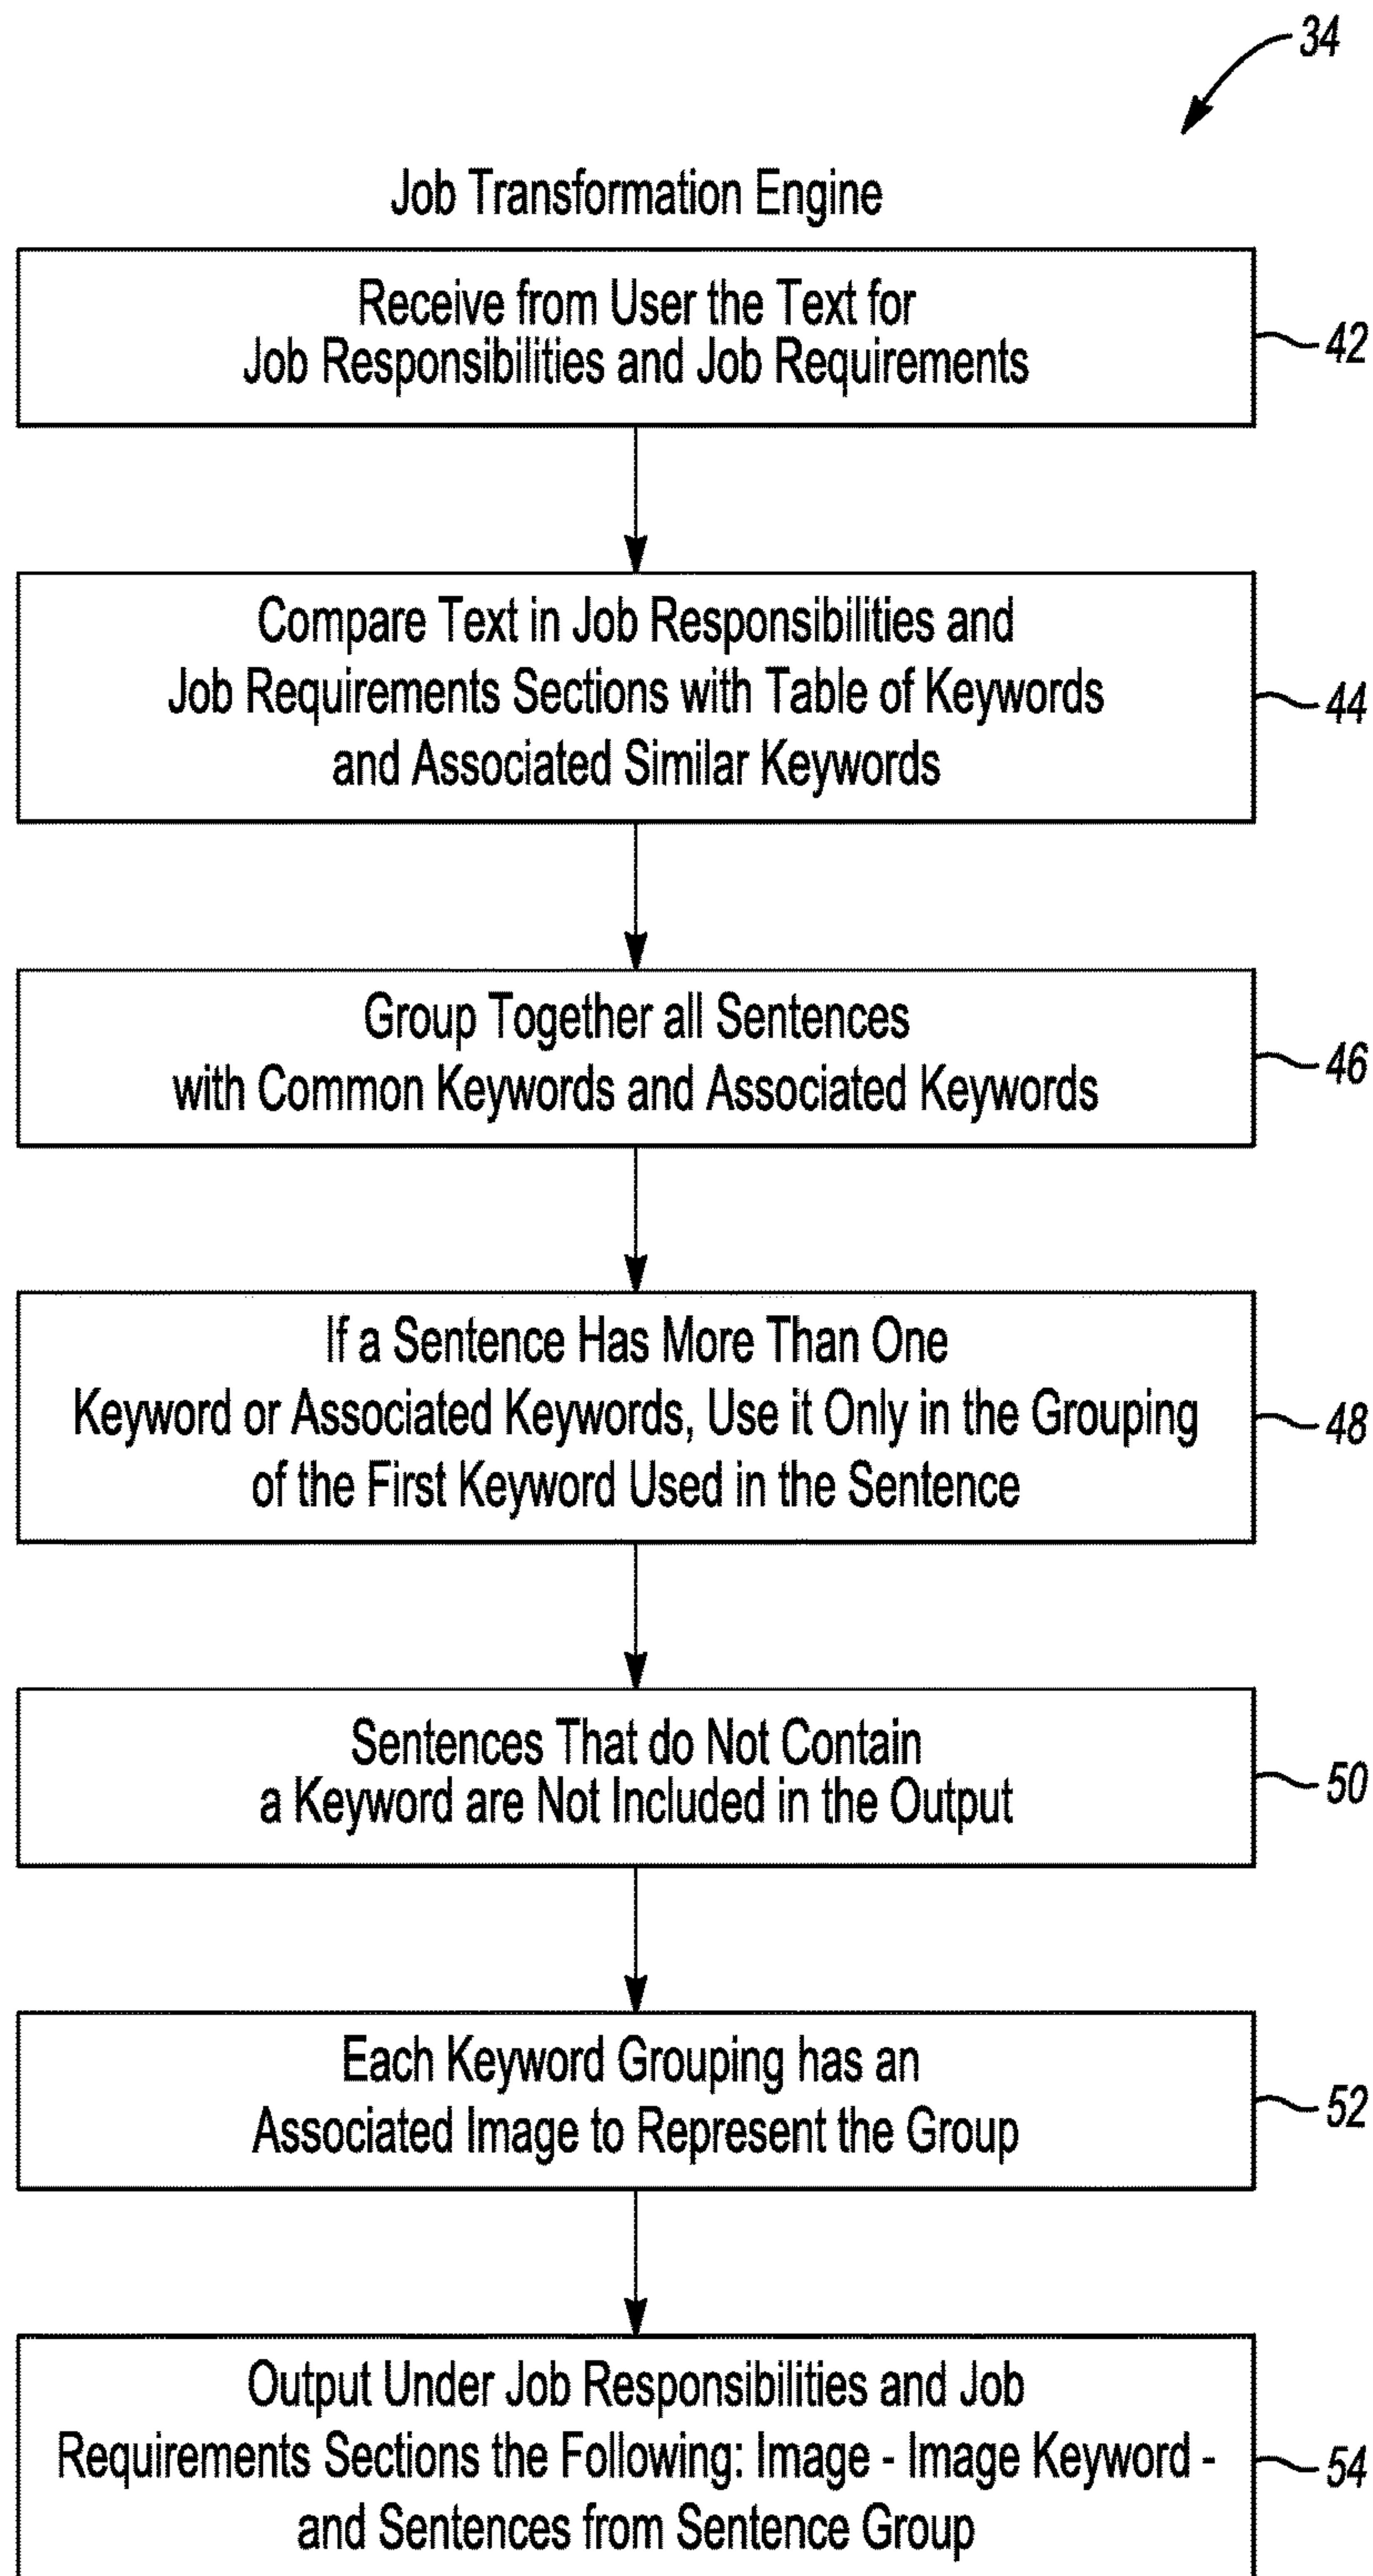 34
Job Transformation Engine
Receive from User the Text for
Job Responsibilities and Job Requirements
42
Compare Text in Job Responsibilities and
Job Requirements Sections with Table of Keywords
and Associated Similar Keywords
44
Group Together all Sentences
with Common Keywords and Associated Keywords
46
If a Sentence Has More Than One
Keyword or Associated Keywords, Use it Only in the Grouping
of the First Keyword Used in the Sentence
48
Sentences That do Not Contain
a Keyword are Not Included in the Output
50
Each Keyword Grouping has an
Associated Image to Represent the Group
52
Output Under Job Responsibilities and Job
Requirements Sections the Following: Image - Image Keyword -
and Sentences from Sentence Group
54